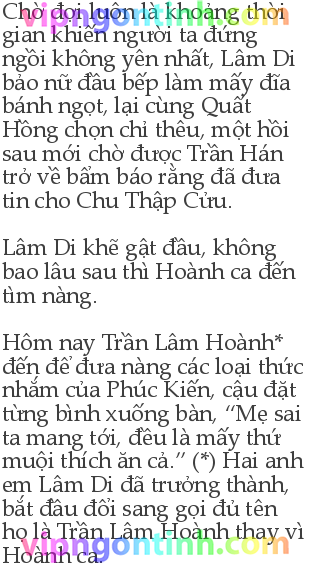 Chờ đợi luôn là khoảng thời
gian khiến người ta đứng
ngồi không yên nhất, Lâm Di
bảo nữ đầu bếp làm mấy đĩa
bánh ngọt, lại cùng Quất
Hồng chọn chỉ thêu, một hồi
sau mới chờ được Trần Hán
trở về bẩm báo rằng đã đưa
tin cho Chu Thập Cửu.
Lâm Di khẽ gật đầu, không
bao lâu sau thì Hoành ca đến
tìm nàng.
Hôm nay Trần Lâm Hoành*
đến để đưa nàng các loại thức
nhắm của Phúc Kiến, cậu đặt
từng bình xuống bàn, “Mẹ sai
ta mang tới, đều là mấy thứ
muội thích ăn cả.” (*) Hai anh
em Lâm Di đã trưởng thành,
bắt đầu đổi sang gọi đủ tên
họ là Trần Lâm Hoành thay vì
Hoành ca.
vipngontinh.com